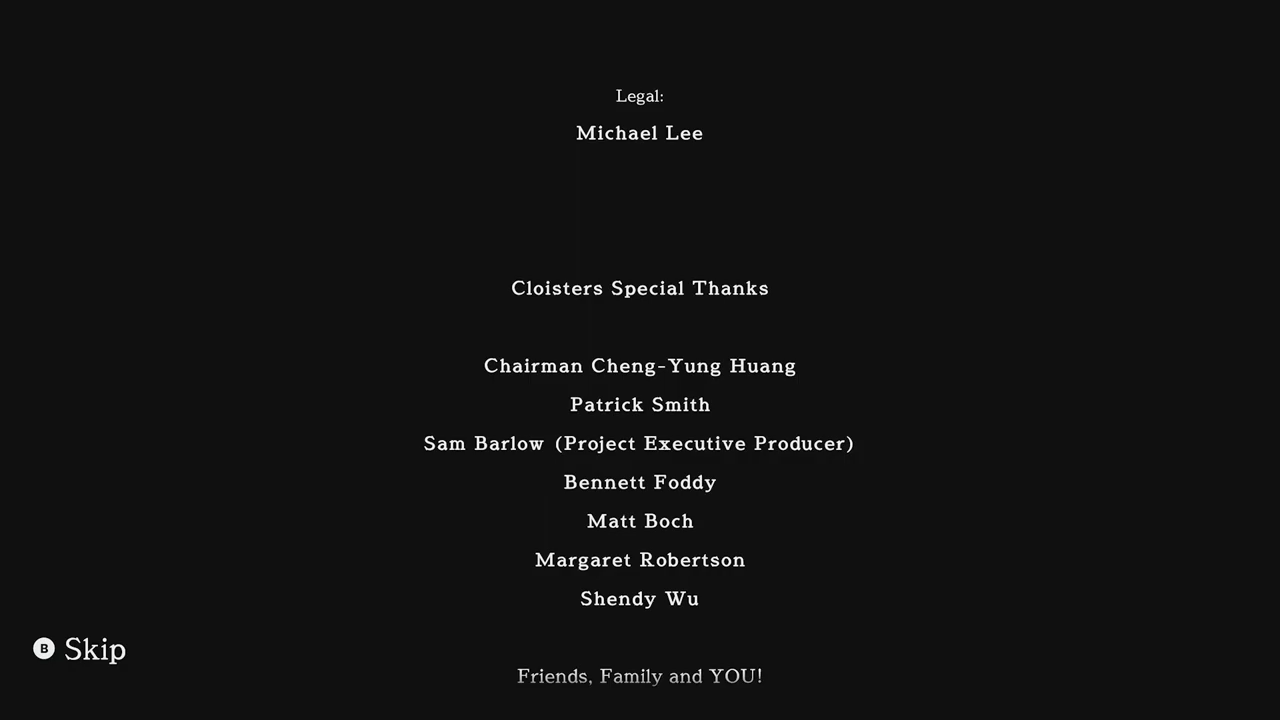 Legal:
Michael Lee
Cloisters Special Thanks
Chairman Cheng-Yung Huang
Patrick Smith
Sam Barlow (Project Executive Producer)
Bennett Foddy
Matt Boch
Margaret Robertson
Shendy Wu
B Skip
Friends, Family and YOU!